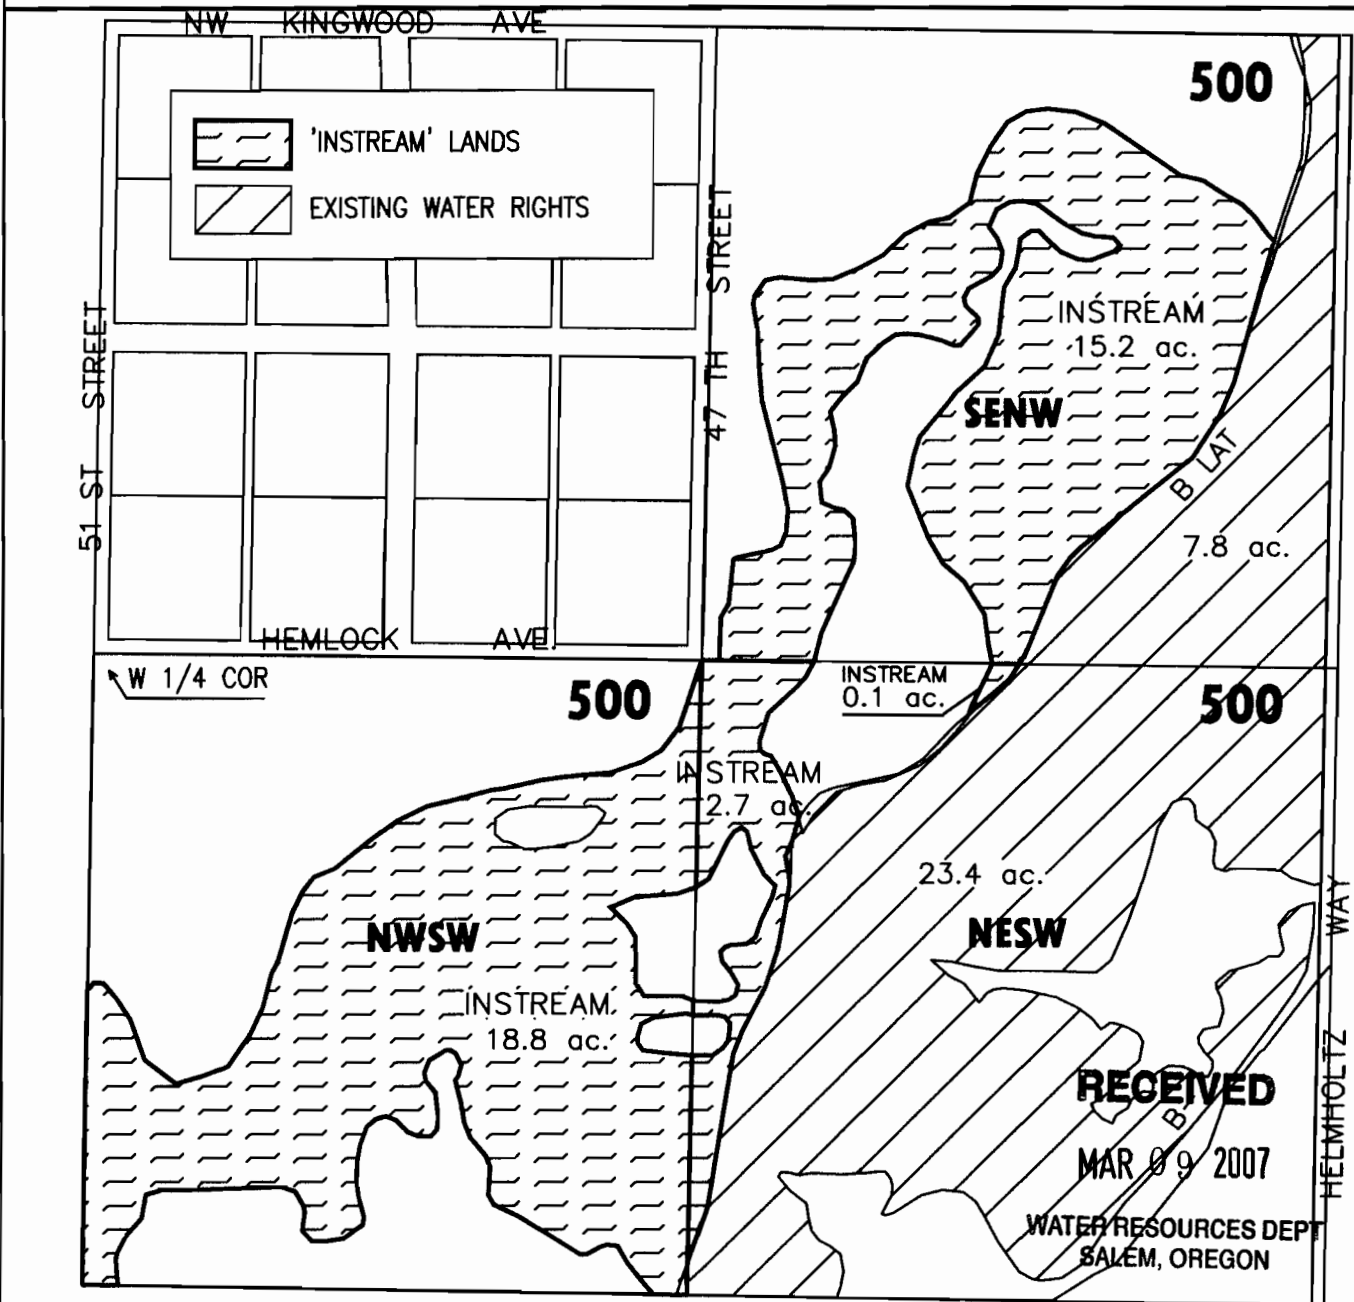 NW KINGWOOD AVE
500
'INSTREAM' LANDS
EXISTING WATER RIGHTS
51 ST STREET
47 TH STREET
INSTREAM
15.2 ac.
SENW
B LAT
7.8 ac.
HEMLOCK AVE.
W 1/4 COR
500
INSTREAM
0.1 ac.
500
INSTREAM
2.7 ac.
23.4 ac.
NWSW
NESW
INSTREAM
18.8 ac.
HELMHOLTZ WAY
RECEIVED
B
MAR 09 2007
WATER RESOURCES DEPT
SALEM, OREGON